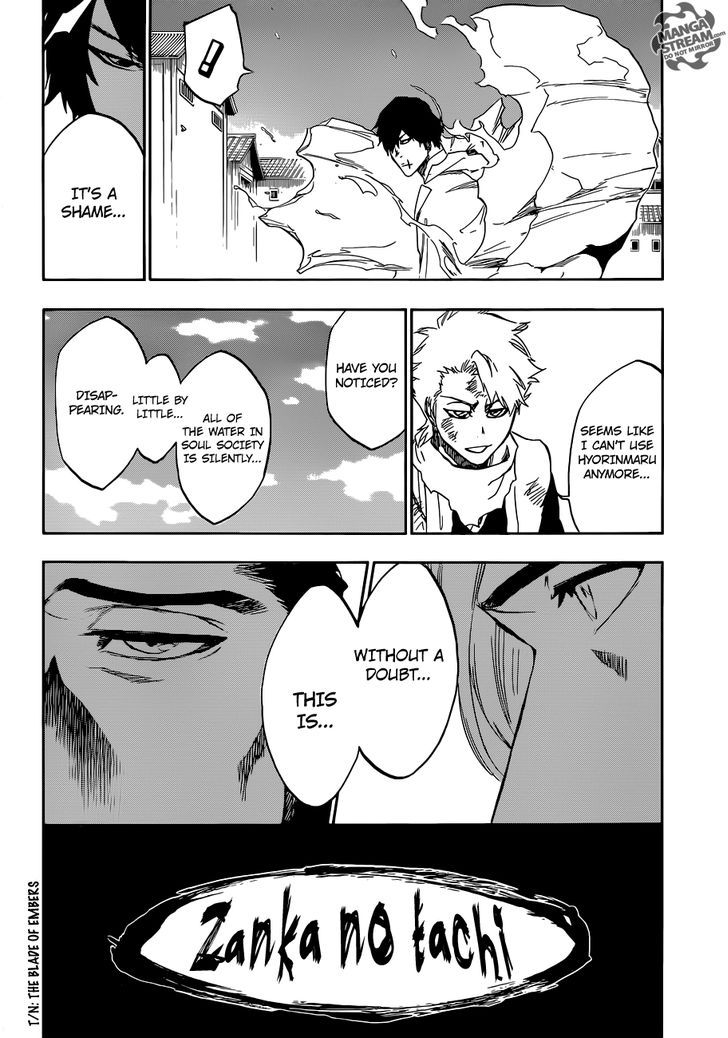 MANGA
STREAM.com
DO NOT MIRROR
!
IT'S A
SHAME...
SEEMS LIKE
I CAN'T USE
HYORINMARU
ANYMORE...
HAVE YOU
NOTICED?
ALL OF
THE WATER IN
SOUL SOCIETY
IS SILENTLY...
LITTLE BY
LITTLE...
DISAP-
PEARING.
WITHOUT A
DOUBT...
THIS
IS...
Zanka no tachi
T/N: THE BLADE OF EMBERS